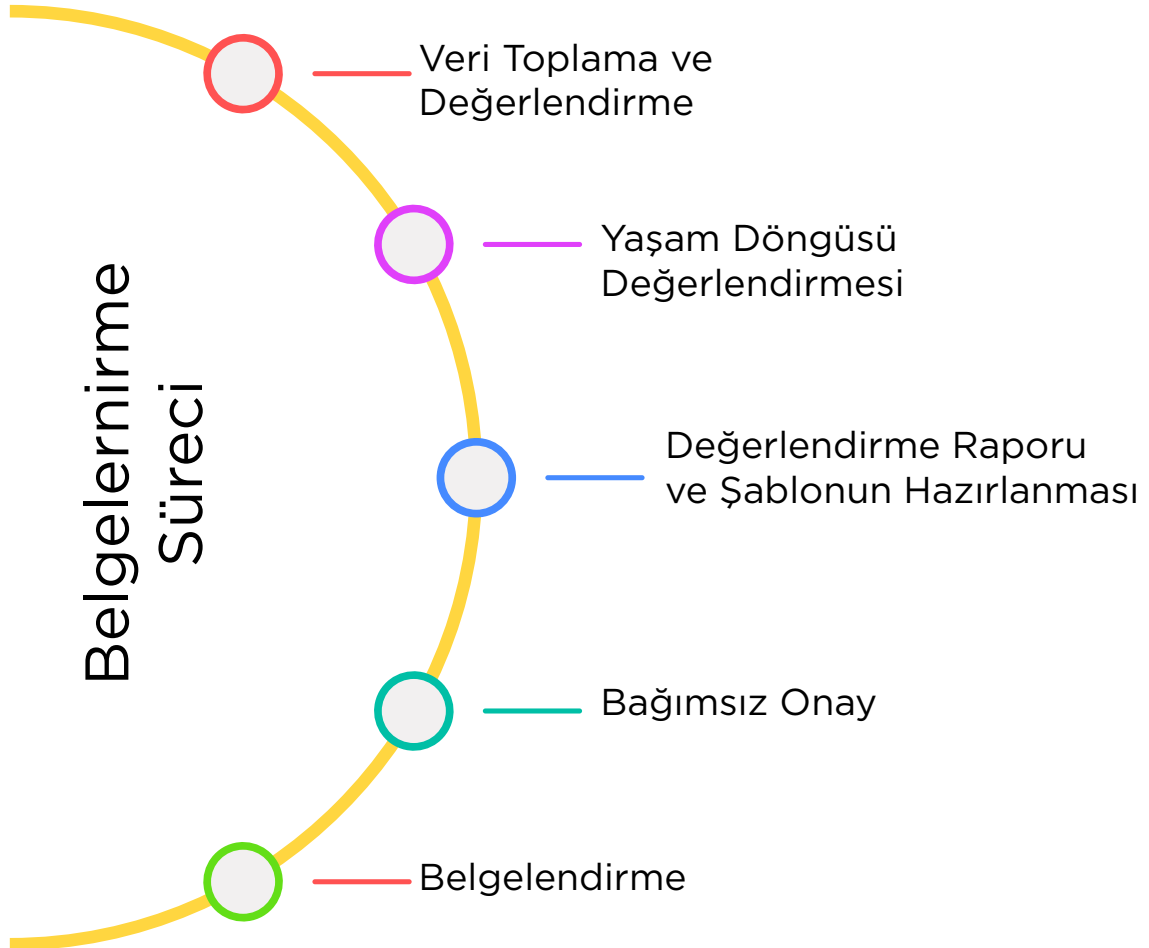 Belgelernirme
Süreci
Veri Toplama ve
Değerlendirme
Yaşam Döngüsü
Değerlendirmesi
Değerlendirme Raporu
ve Şablonun Hazırlanması
Bağımsız Onay
Belgelendirme